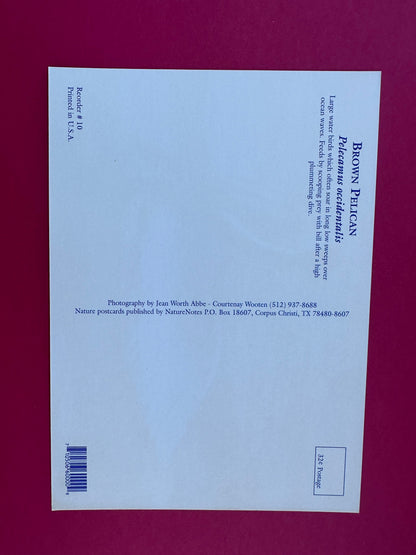 BROWN PELICAN
Pelecamus occidentalis
Large water birds which often soar in long low sweeps over
ocean waves. Feeds by scooping prey with bill after a high
plummeting dive.
Reorder # 10
Printed in U.S.A.
Photography by Jean Worth Abbe - Courtenay Wooten (512) 937-8688
Nature postcards published by NatureNotes P.O. Box 18607, Corpus Christi, TX 78480-8607
32¢ Postage